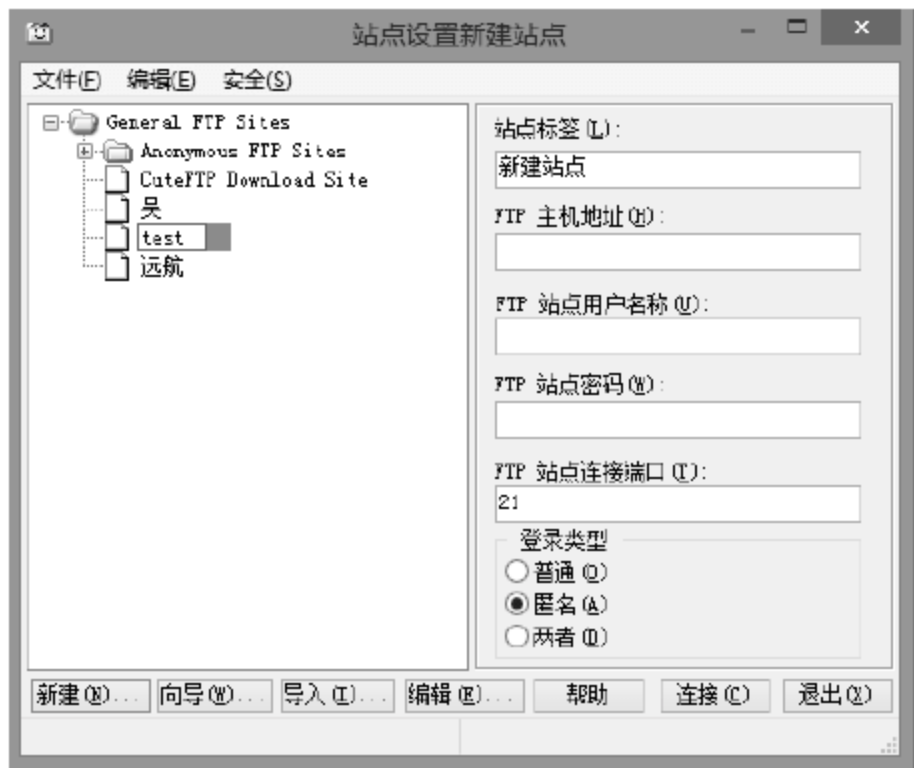 站点设置新建站点
文件(F) 编辑(E) 安全(S)
General FTP Sites
Anonymous FTP Sites
CuteFTP Download Site
吴
test
远航
站点标签(L):
新建站点
FTP 主机地址(H):
FTP 站点用户名称(U):
FTP 站点密码(W):
FTP 站点连接端口(T):
21
登录类型
普通(O)
匿名(A)
两者(D)
新建(N)... 向导(W)... 导入(I)... 编辑(E)... 帮助 连接(C) 退出(X)